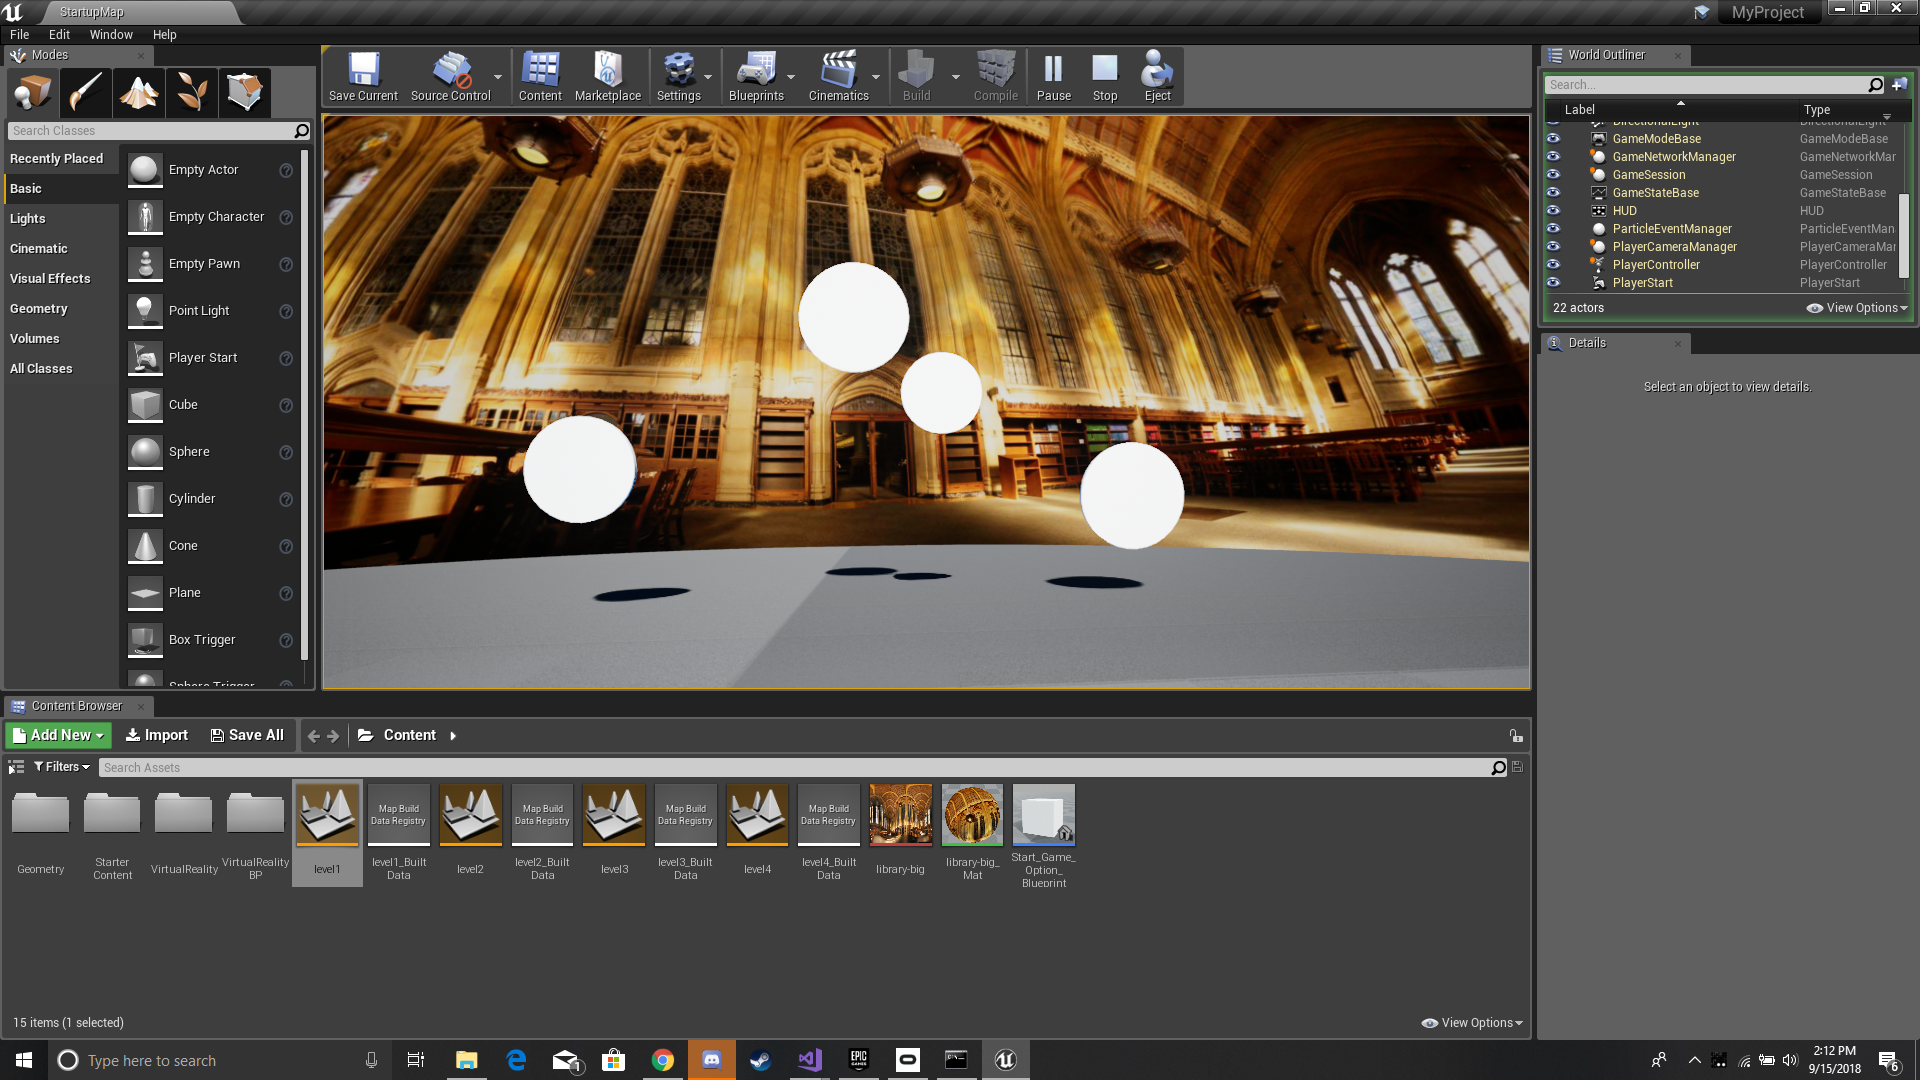 StartupMap
MyProject
File
Edit
Window
Help
Modes
Search Classes
Recently Placed
Basic
Lights
Cinematic
Visual Effects
Geometry
Volumes
All Classes
Empty Actor
Empty Character
Empty Pawn
Point Light
Player Start
Cube
Sphere
Cylinder
Cone
Plane
Box Trigger
Sphere Trigger
Save Current
Source Control
Content
Marketplace
Settings
Blueprints
Cinematics
Build
Compile
Pause
Stop
Eject
World Outliner
Search...
Label
Type
DirectionalLight DirectionalLight
GameModeBase GameModeBase
GameNetworkManager GameNetworkMar
GameSession GameSession
GameStateBase GameStateBase
HUD HUD
ParticleEventManager ParticleEventMan
PlayerCameraManager PlayerCameraMar
PlayerController PlayerController
PlayerStart PlayerStart
22 actors
View Options
Details
Select an object to view details.
Content Browser
Add New
Import
Save All
Content
Filters
Search Assets
Geometry
Starter
Content
VirtualReality
VirtualReality
BP
level1
Map Build
Data Registry
level1_Built
Data
level2
Map Build
Data Registry
level2_Built
Data
level3
Map Build
Data Registry
level3_Built
Data
level4
Map Build
Data Registry
level4_Built
Data
library-big
library-big_
Mat
Start_Game_
Option_
Blueprint
15 items (1 selected)
View Options
Type here to search
1
EPIC
GAMES
2:12 PM
9/15/2018
6